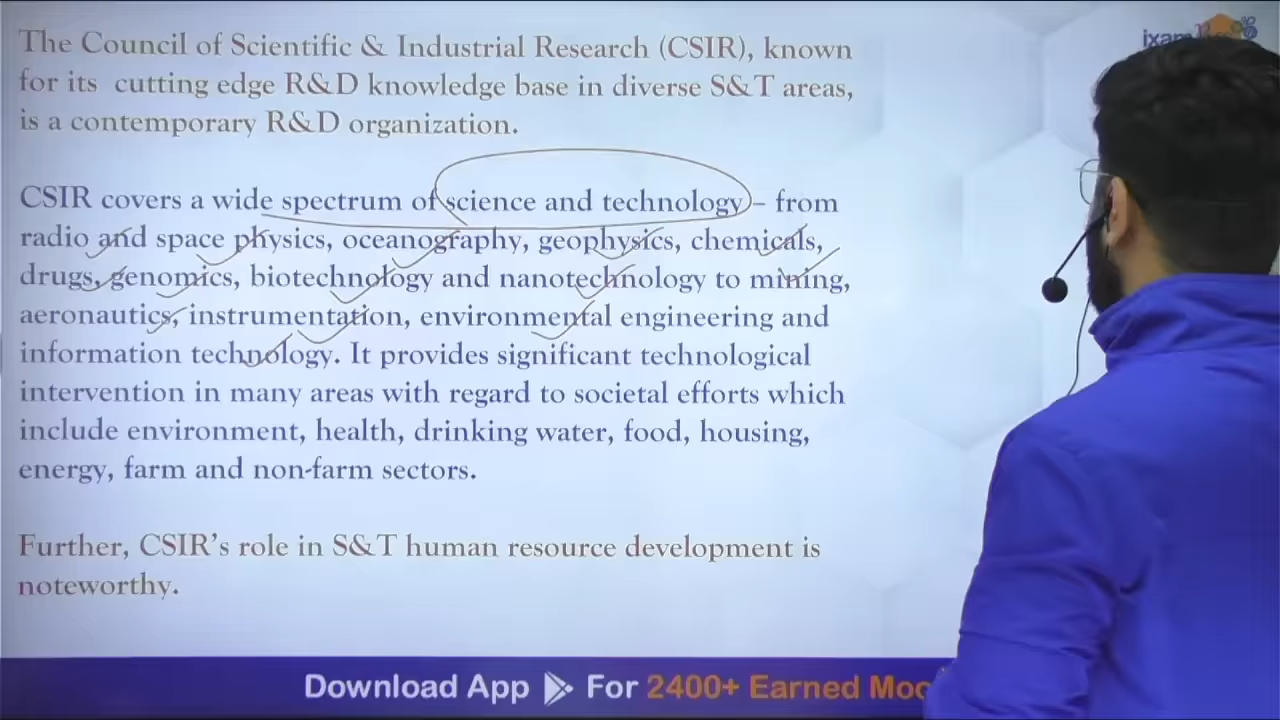 The Council of Scientific & Industrial Research (CSIR), known
for its cutting edge R&D knowledge base in diverse S&T areas,
is a contemporary R&D organization.
CSIR covers a wide spectrum of science and technology – from
radio and space physics, oceanography, geophysics, chemicals,
drugs, genomics, biotechnology and nanotechnology to mining,
aeronautics, instrumentation, environmental engineering and
information technology. It provides significant technological
intervention in many areas with regard to societal efforts which
include environment, health, drinking water, food, housing,
energy, farm and non-farm sectors.
Further, CSIR's role in S&T human resource development is
noteworthy.
Download App For 2400+ Earned